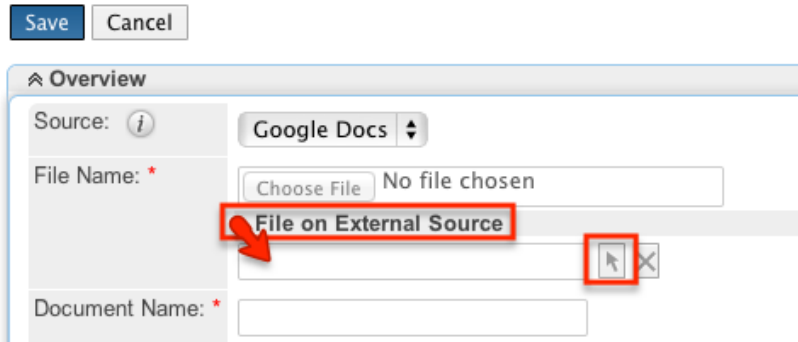 Save Cancel
Overview
Source: i Google Docs
File Name: * Choose File No file chosen
File on External Source
Document Name: *